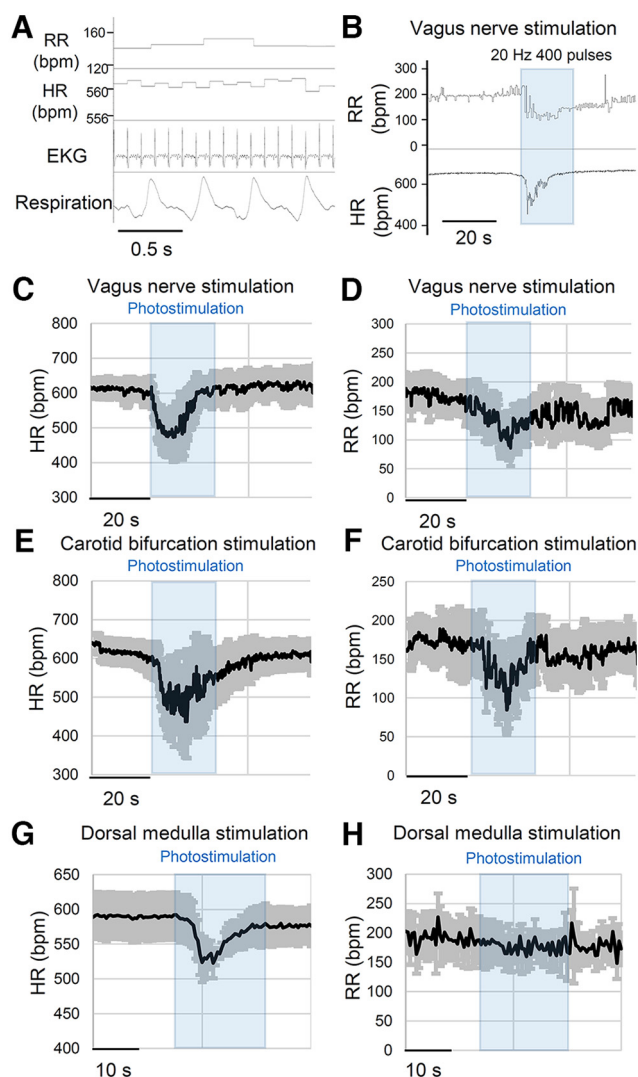 A
RR
(bpm)
160
120
HR
(bpm)
560
556
EKG
Respiration
0.5 s
B
Vagus nerve stimulation
20 Hz 400 pulses
RR
(bpm)
300
200
100
0
HR
(bpm)
600
400
20 s
C
Vagus nerve stimulation
Photostimulation
HR (bpm)
800
700
600
500
400
300
20 s
D
Vagus nerve stimulation
Photostimulation
RR (bpm)
300
250
200
150
100
50
0
20 s
E
Carotid bifurcation stimulation
Photostimulation
HR (bpm)
800
700
600
500
400
300
20 s
F
Carotid bifurcation stimulation
Photostimulation
RR (bpm)
250
200
150
100
50
0
20 s
G
Dorsal medulla stimulation
Photostimulation
HR (bpm)
650
600
550
500
450
400
10 s
H
Dorsal medulla stimulation
Photostimulation
RR (bpm)
300
250
200
150
100
50
0
10 s